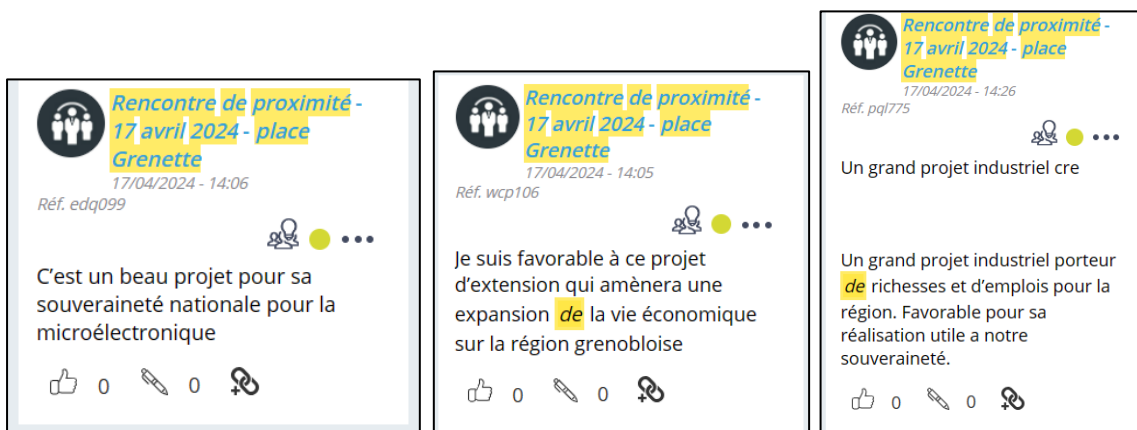 Rencontre de proximité -
17 avril 2024 - place
Grenette
17/04/2024 - 14:06
Réf. edq099
C'est un beau projet pour sa
souveraineté nationale pour la
microélectronique
0 0
Rencontre de proximité -
17 avril 2024 - place
Grenette
17/04/2024 - 14:05
Réf. wcp106
Je suis favorable à ce projet
d'extension qui amènera une
expansion de la vie économique
sur la région grenobloise
0 0
Rencontre de proximité -
17 avril 2024 - place
Grenette
17/04/2024 - 14:26
Réf. pql775
Un grand projet industriel cre
Un grand projet industriel porteur
de richesses et d'emplois pour la
région. Favorable pour sa
réalisation utile a notre
souveraineté.
0 0